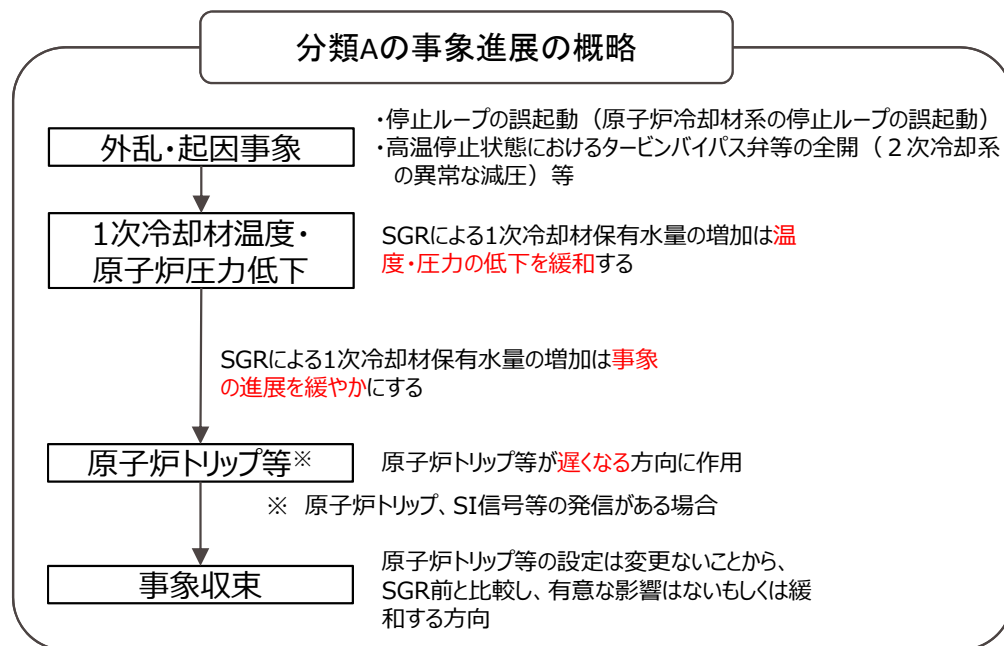 分類Aの事象進展の概略
外乱・起因事象
・停止ループの誤起動（原子炉冷却材系の停止ループの誤起動）
・高温停止状態におけるタービンバイパス弁等の全開（２次冷却系
の異常な減圧）等
1次冷却材温度・
原子炉圧力低下
SGRによる1次冷却材保有水量の増加は温
度・圧力の低下を緩和する
SGRによる1次冷却材保有水量の増加は事象
の進展を緩やかにする
原子炉トリップ等※
原子炉トリップ等が遅くなる方向に作用
※ 原子炉トリップ、SI信号等の発信がある場合
事象収束
原子炉トリップ等の設定は変更ないことから、
SGR前と比較し、有意な影響はないもしくは緩
和する方向